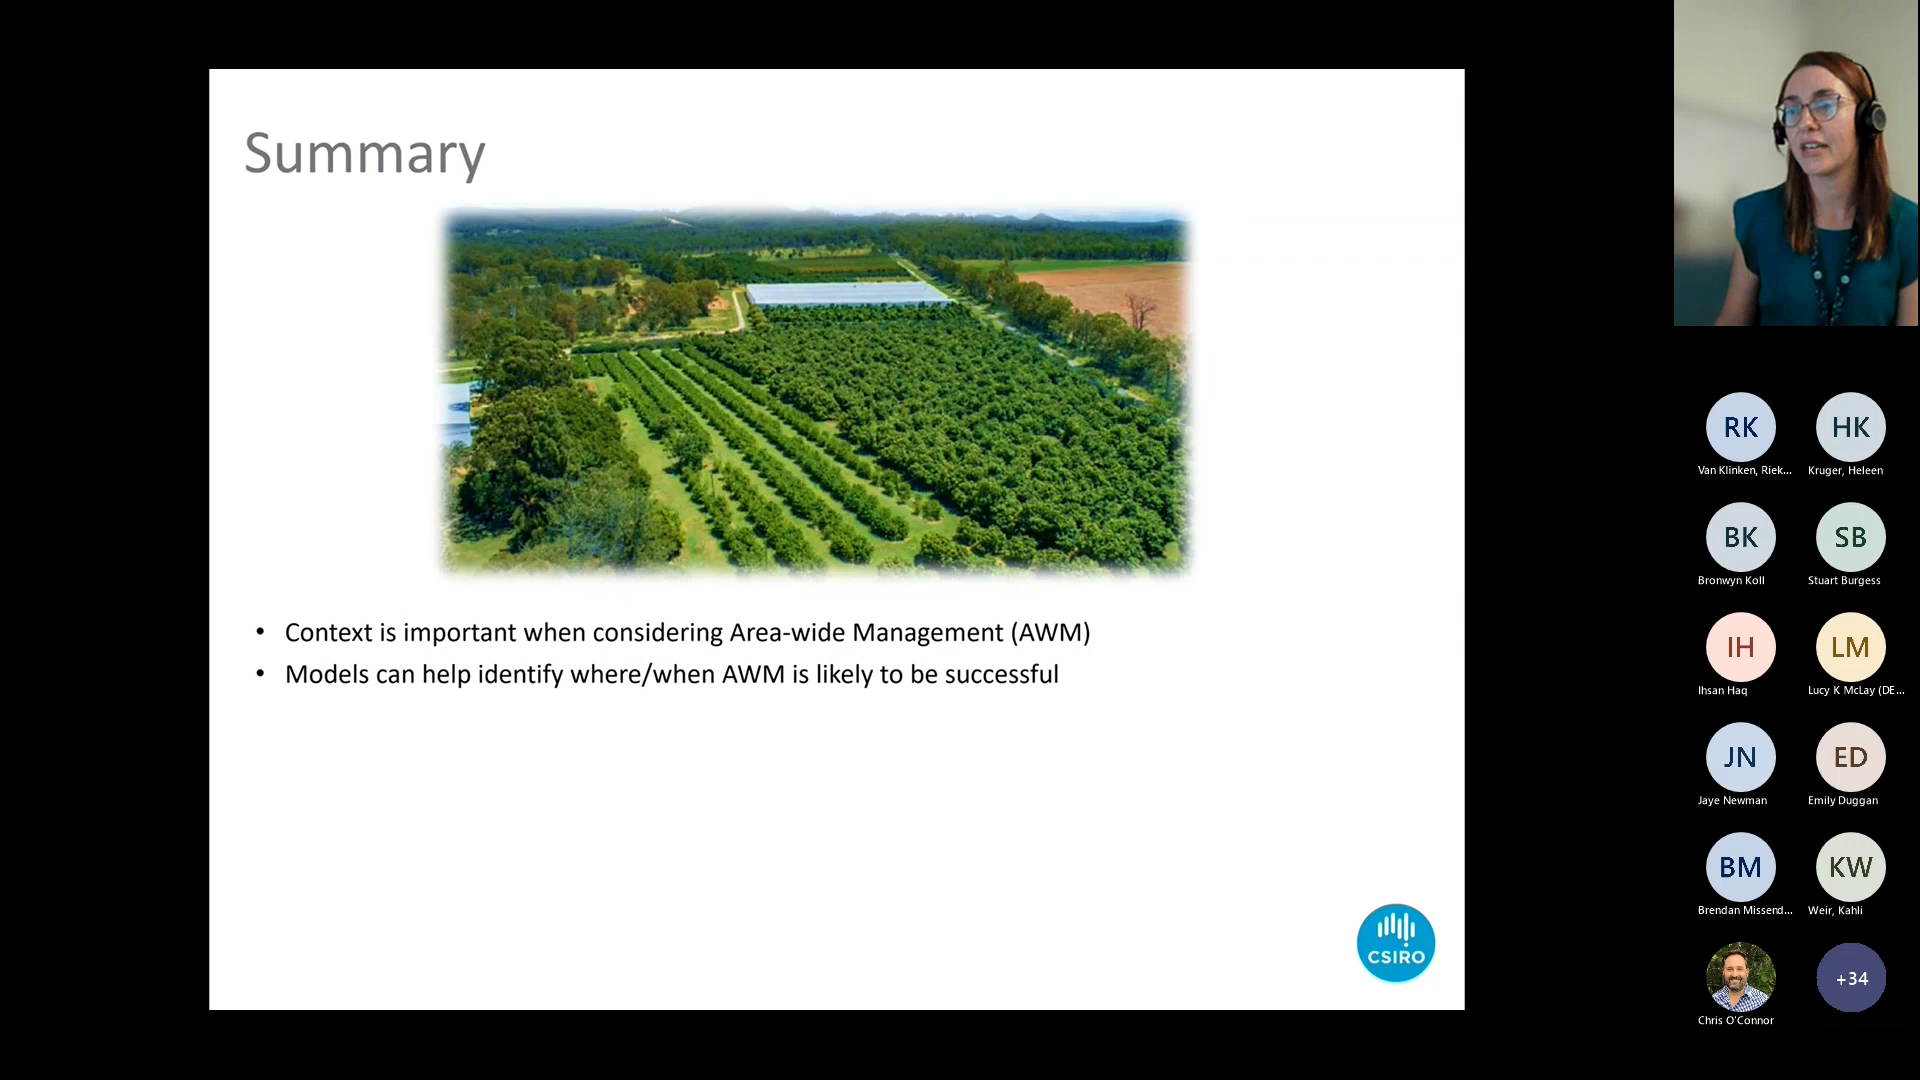 Summary
• Context is important when considering Area-wide Management (AWM)
• Models can help identify where/when AWM is likely to be successful
CSIRO
RK
HK
Van Klinken, Riek...
Kruger, Heleen
BK
SB
Bronwyn Koll
Stuart Burgess
IH
LM
Ihsan Haq
Lucy K McLay (DE...
JN
ED
Jaye Newman
Emily Duggan
BM
KW
Brendan Missend...
Weir, Kahli
+34
Chris O'Connor